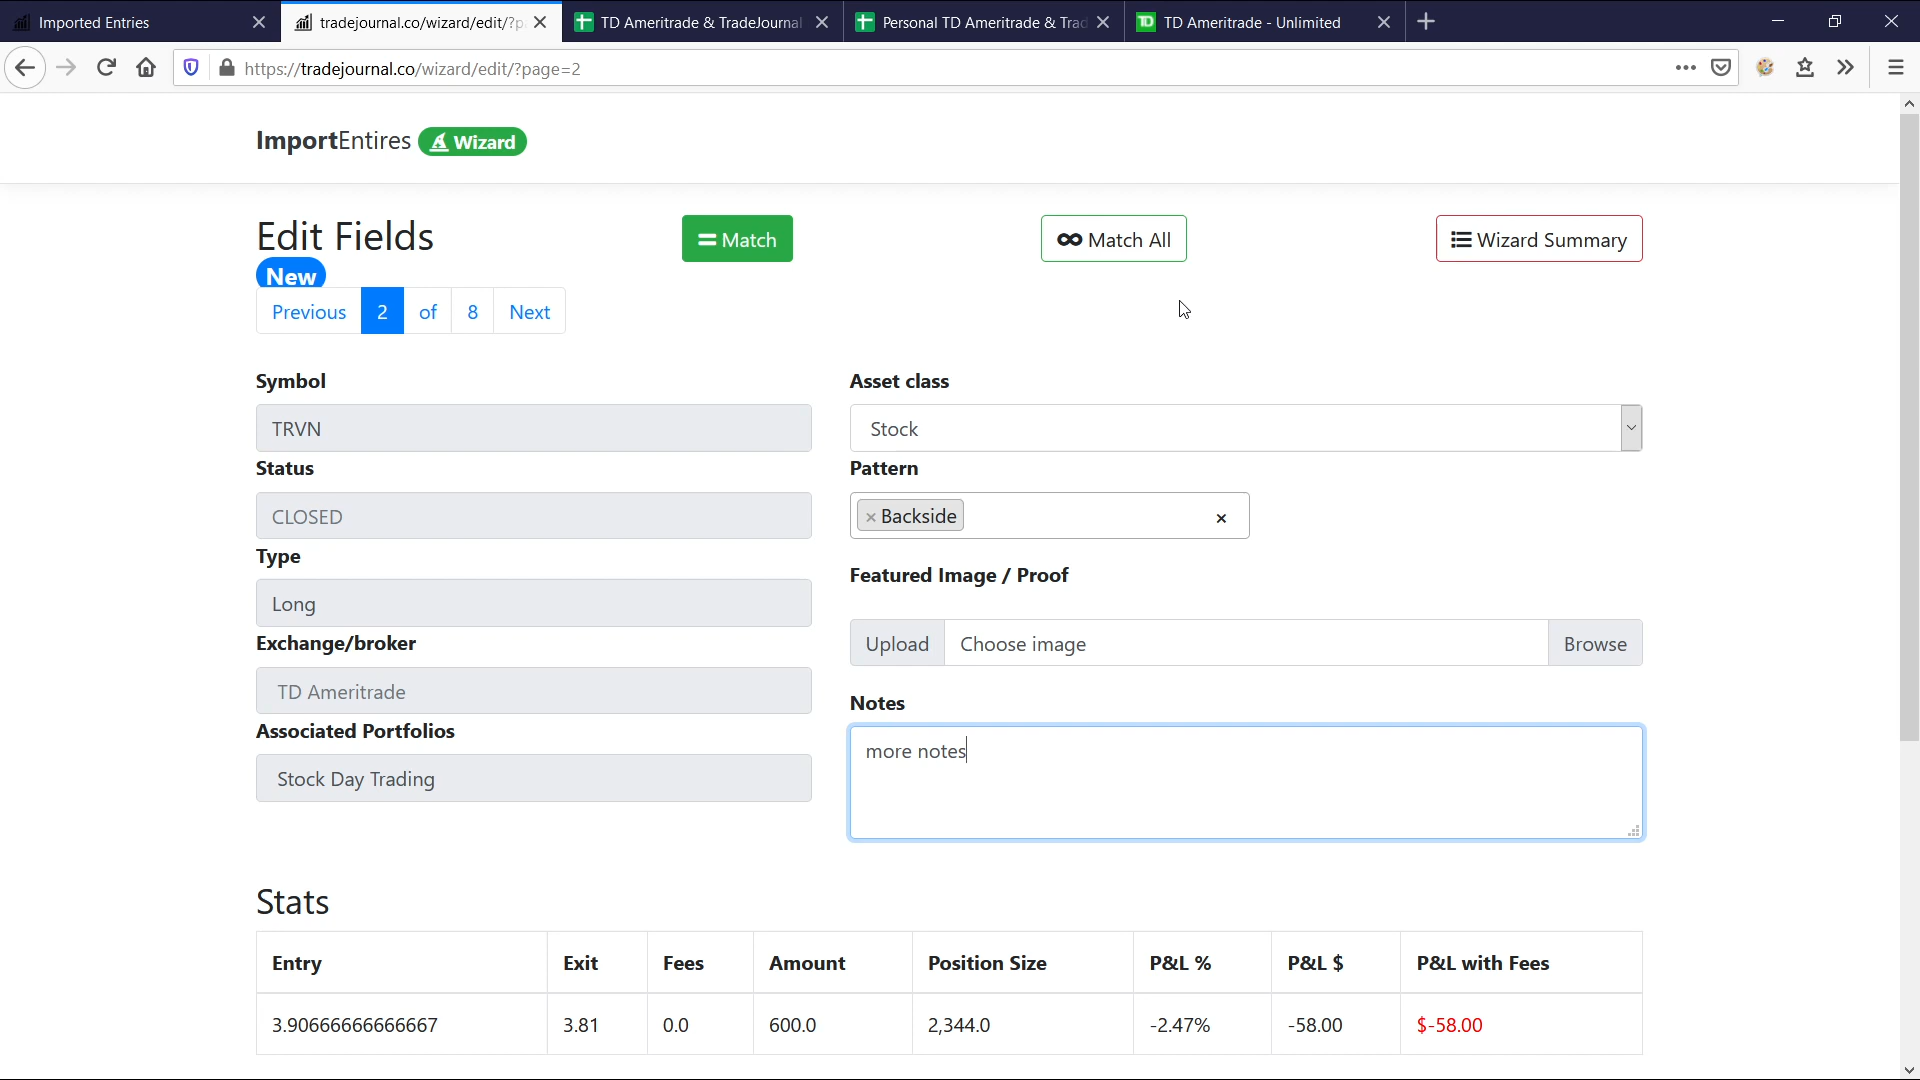 Imported Entries
tradejournal.co/wizard/edit/?p
TD Ameritrade & TradeJournal
Personal TD Ameritrade & Trad
TD Ameritrade - Unlimited
https://tradejournal.co/wizard/edit/?page=2
ImportEntires Wizard
Edit Fields
New
Match
Match All
Wizard Summary
Previous 2 of 8 Next
Symbol
TRVN
Status
CLOSED
Type
Long
Exchange/broker
TD Ameritrade
Associated Portfolios
Stock Day Trading
Asset class
Stock
Pattern
× Backside ×
Featured Image / Proof
Upload Choose image Browse
Notes
more notes
Stats
Entry Exit Fees Amount Position Size P&L % P&L $ P&L with Fees
3.90666666666667 3.81 0.0 600.0 2,344.0 -2.47% -58.00 $-58.00